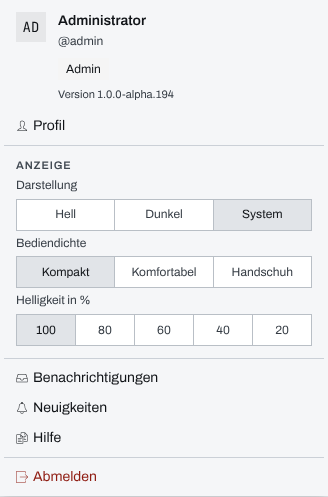 AD
Administrator
@admin
Admin
Version 1.0.0-alpha.194
Profil
ANZEIGE
Darstellung
Hell Dunkel System
Bediendichte
Kompakt Komfortabel Handschuh
Helligkeit in %
100 80 60 40 20
Benachrichtigungen
Neuigkeiten
Hilfe
Abmelden